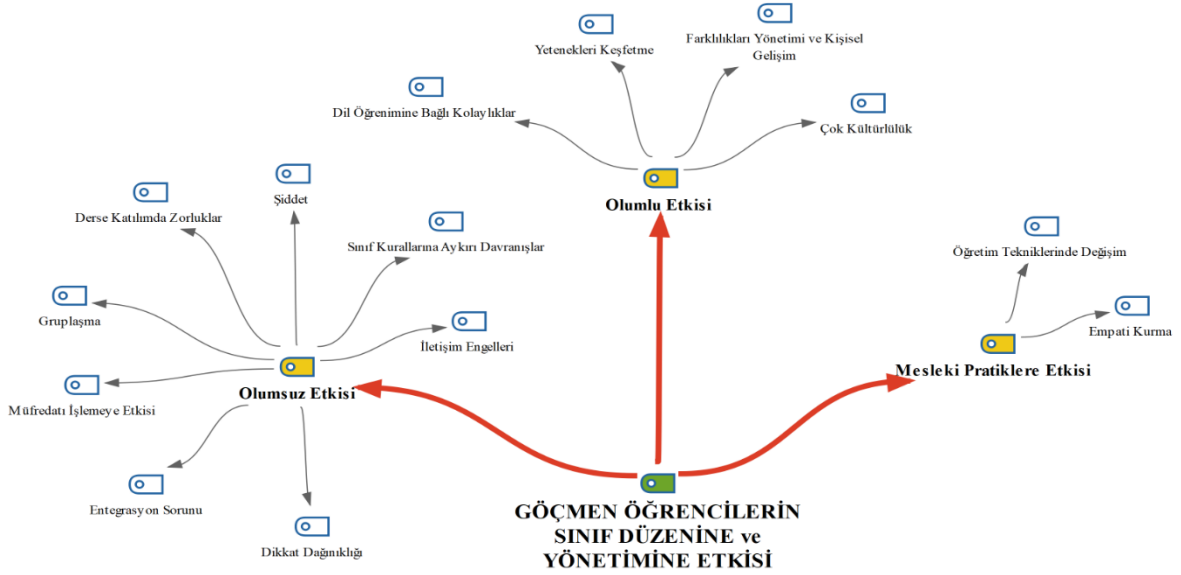 Yetenekleri Keşfetme
Farklılıkları Yönetimi ve Kişisel
Gelişim
Dil Öğrenimine Bağlı Kolaylıklar
Çok Kültürlülük
Olumlu Etkisi
Şiddet
Derse Katılımda Zorluklar
Sınıf Kurallarına Aykırı Davranışlar
Gruplaşma
İletişim Engelleri
Olumsuz Etkisi
Müfredatı İşlemeye Etkisi
Entegrasyon Sorunu
Dikkat Dağınıklığı
Öğretim Tekniklerinde Değişim
Empati Kurma
Mesleki Pratiklere Etkisi
GÖÇMEN ÖĞRENCİLERİN
SINIF DÜZENİNE ve
YÖNETİMİNE ETKİSİ